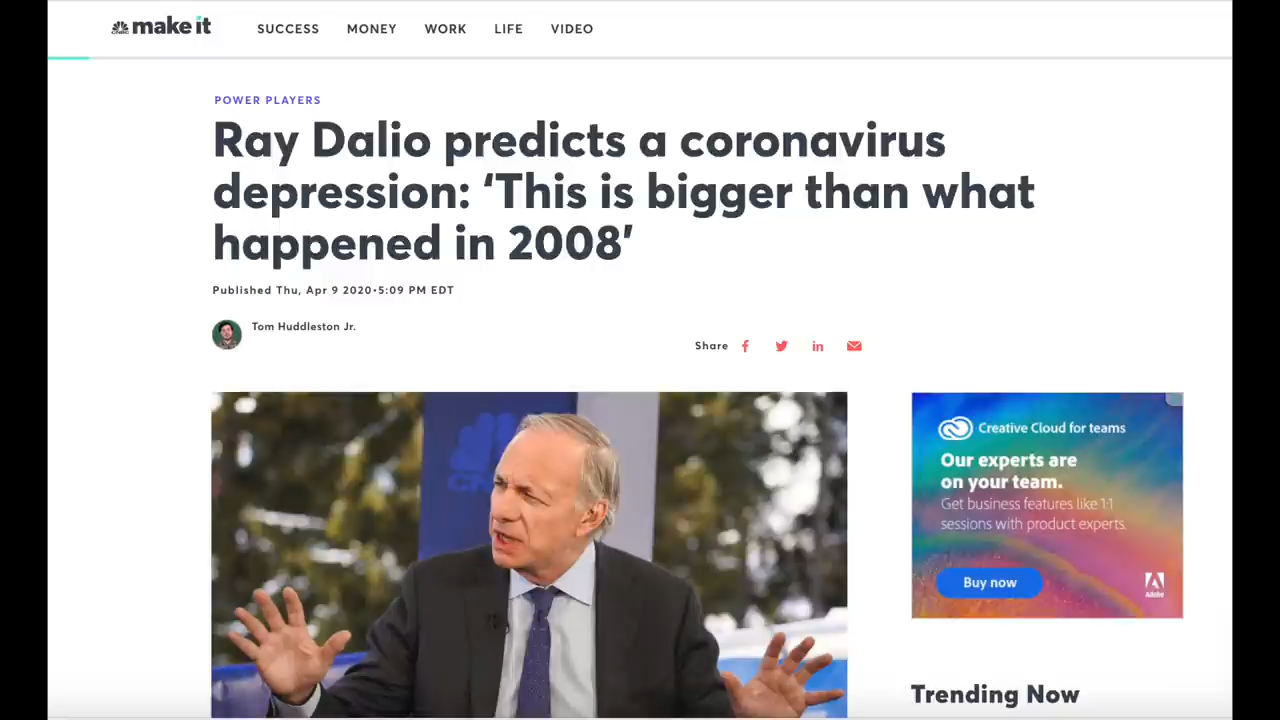 CNBC make it SUCCESS MONEY WORK LIFE VIDEO
POWER PLAYERS
Ray Dalio predicts a coronavirus
depression: ‘This is bigger than what
happened in 2008’
Published Thu, Apr 9 2020•5:09 PM EDT
Tom Huddleston Jr.
Share
CNBC
Creative Cloud for teams
Our experts are
on your team.
Get business features like 1:1
sessions with product experts.
Buy now
Adobe
Trending Now